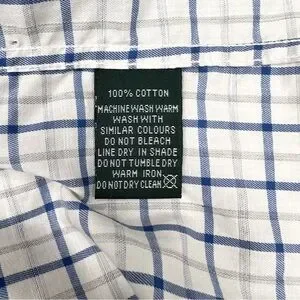 100% COTTON
MACHINE WASH WARM
WASH WITH
SIMILAR COLOURS
DO NOT BLEACH
LINE DRY IN SHADE
DO NOT TUMBLE DRY
WARM IRON
DO NOT DRY CLEAN